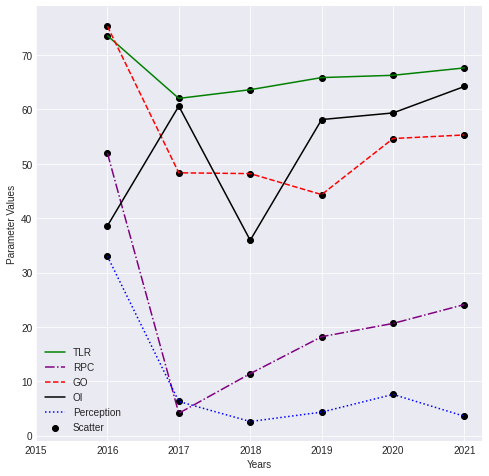 70
60
50
40
30
20
10
0
Parameter Values
TLR
RPC
GO
OI
Perception
Scatter
2015 2016 2017 2018 2019 2020 2021
Years